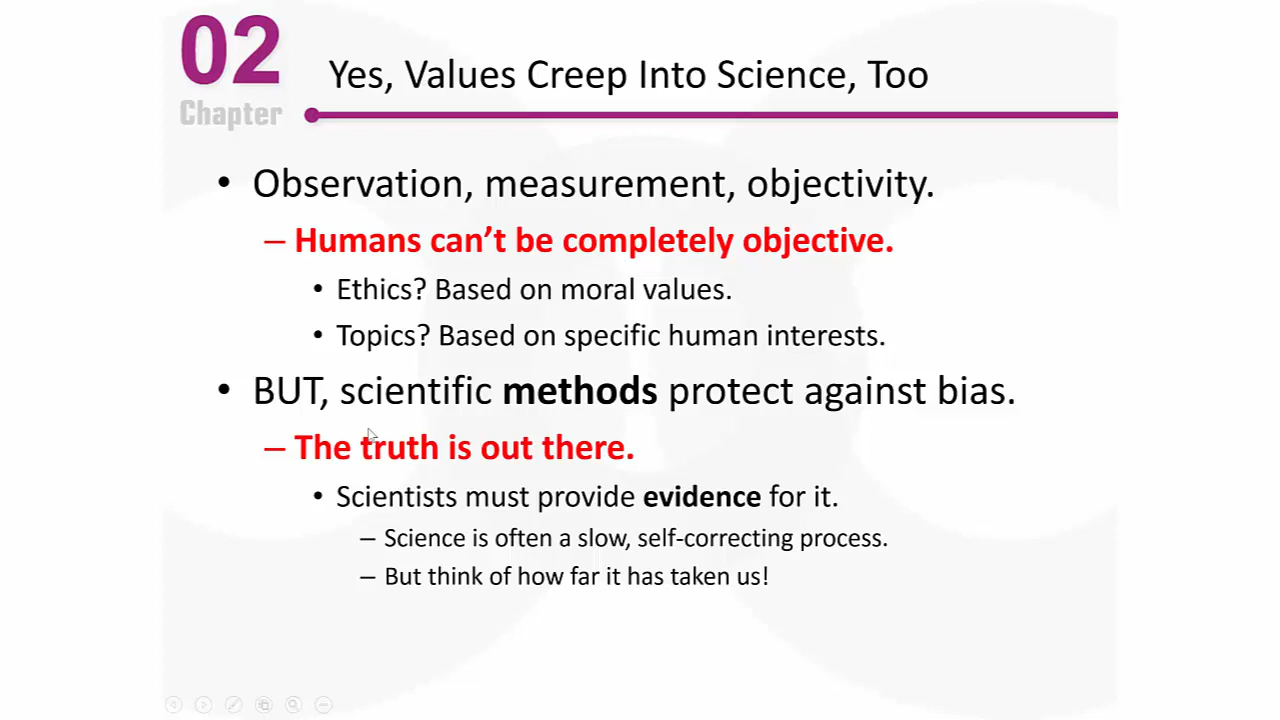 02
Chapter
Yes, Values Creep Into Science, Too
• Observation, measurement, objectivity.
– Humans can’t be completely objective.
• Ethics? Based on moral values.
• Topics? Based on specific human interests.
• BUT, scientific methods protect against bias.
– The truth is out there.
• Scientists must provide evidence for it.
– Science is often a slow, self-correcting process.
– But think of how far it has taken us!